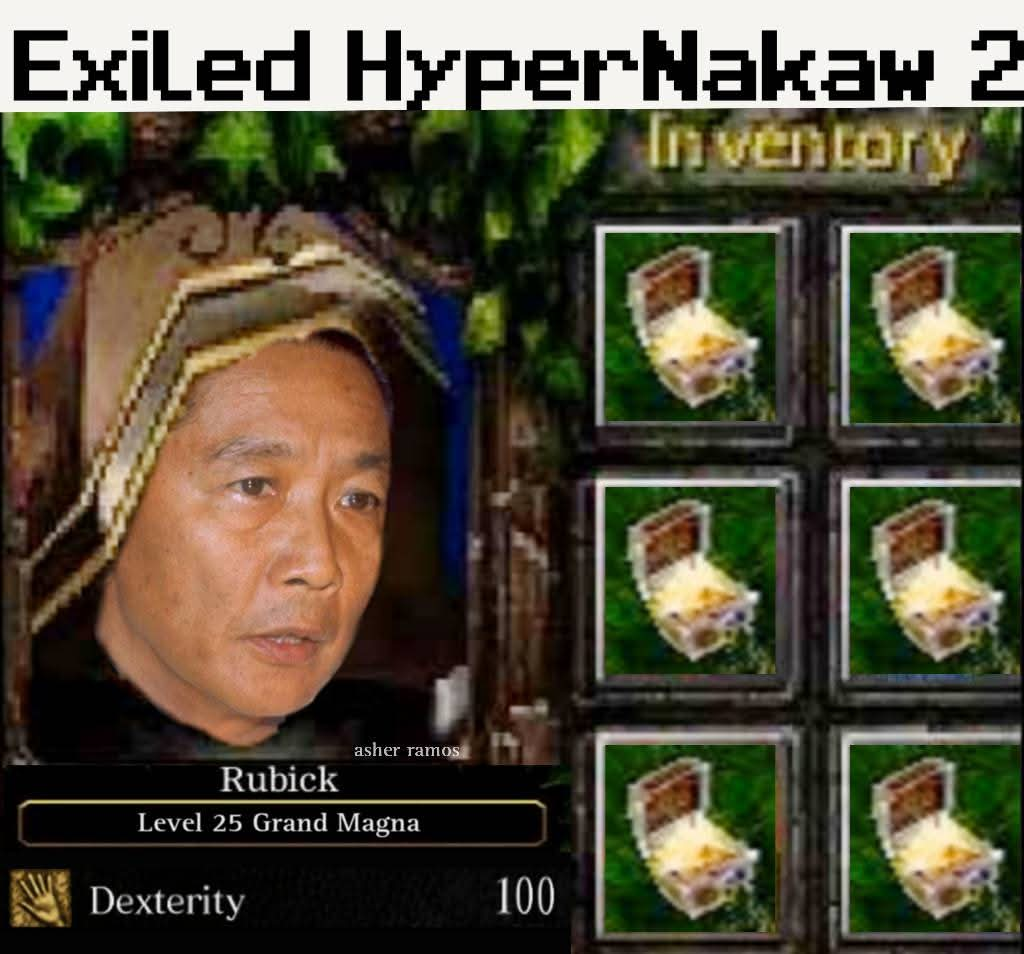 Exiled HyperNakaw 2
Inventory
asher ramos
Rubick
Level 25 Grand Magna
Dexterity 100